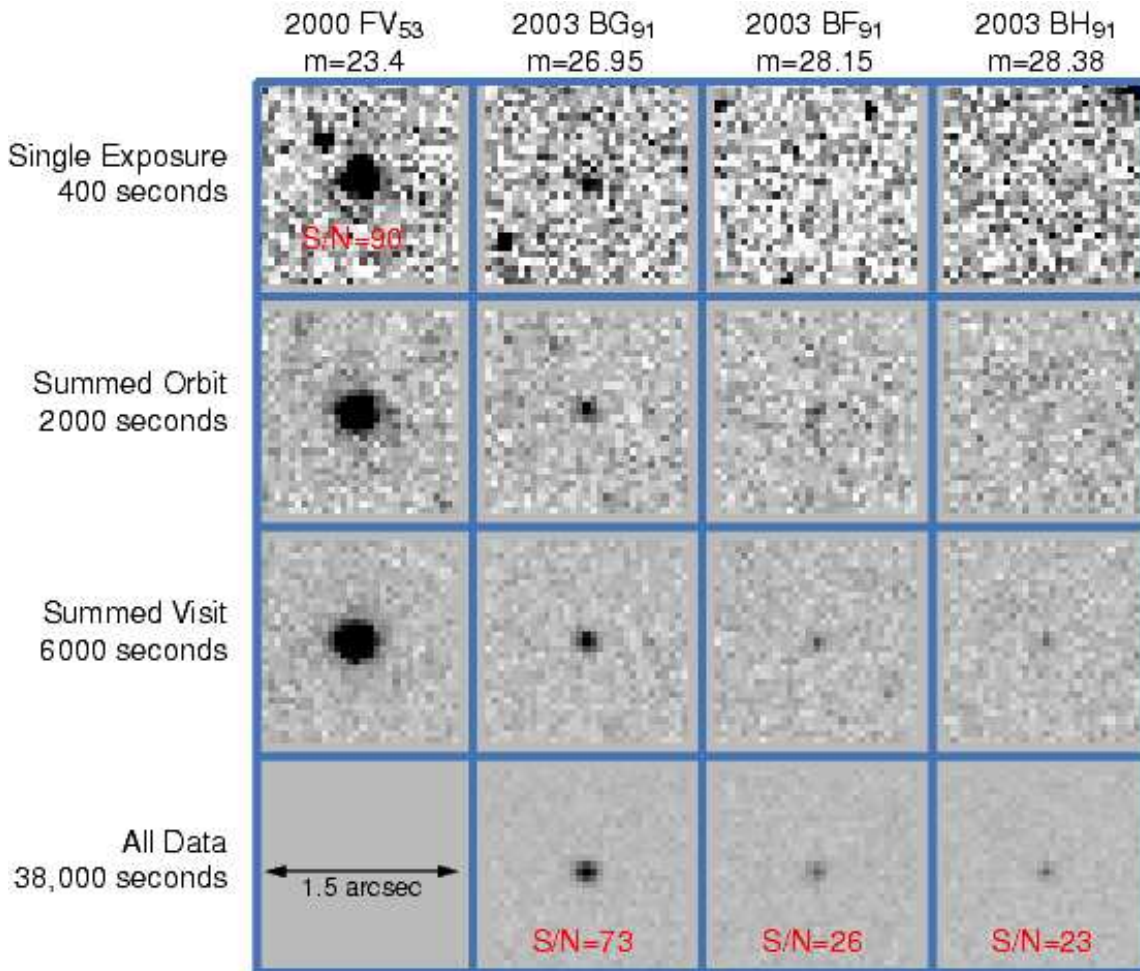 2000 FV₅₃ 2003 BG₉₁ 2003 BF₉₁ 2003 BH₉₁
m=23.4 m=26.95 m=28.15 m=28.38
Single Exposure
400 seconds
S/N=90
Summed Orbit
2000 seconds
Summed Visit
6000 seconds
All Data
38,000 seconds
1.5 arcsec
S/N=73 S/N=26 S/N=23